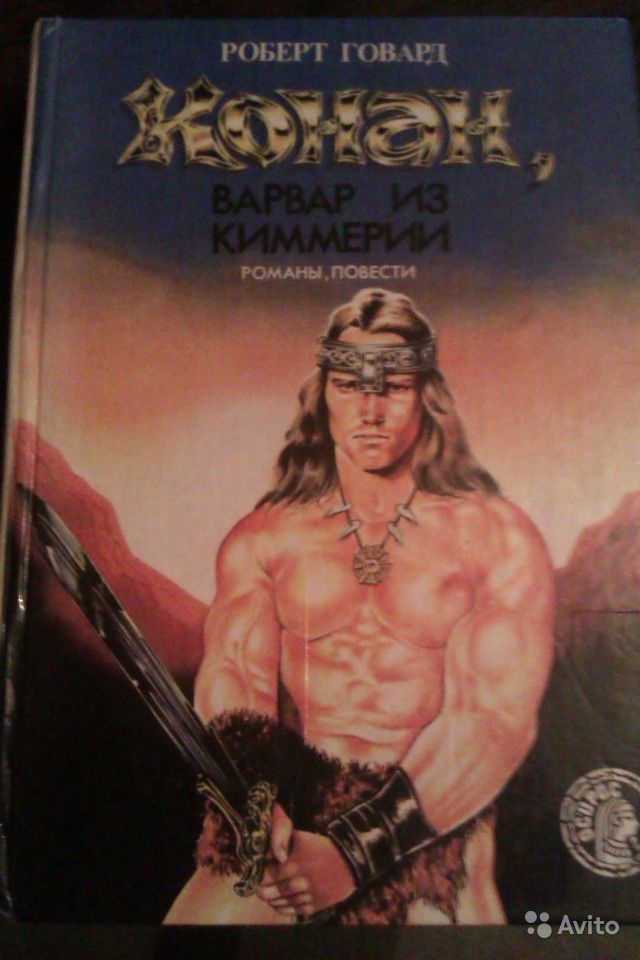 РОБЕРТ ГОВАРД
Конан,
ВАРВАР ИЗ
КИММЕРИИ
РОМАНЫ, ПОВЕСТИ
Avito